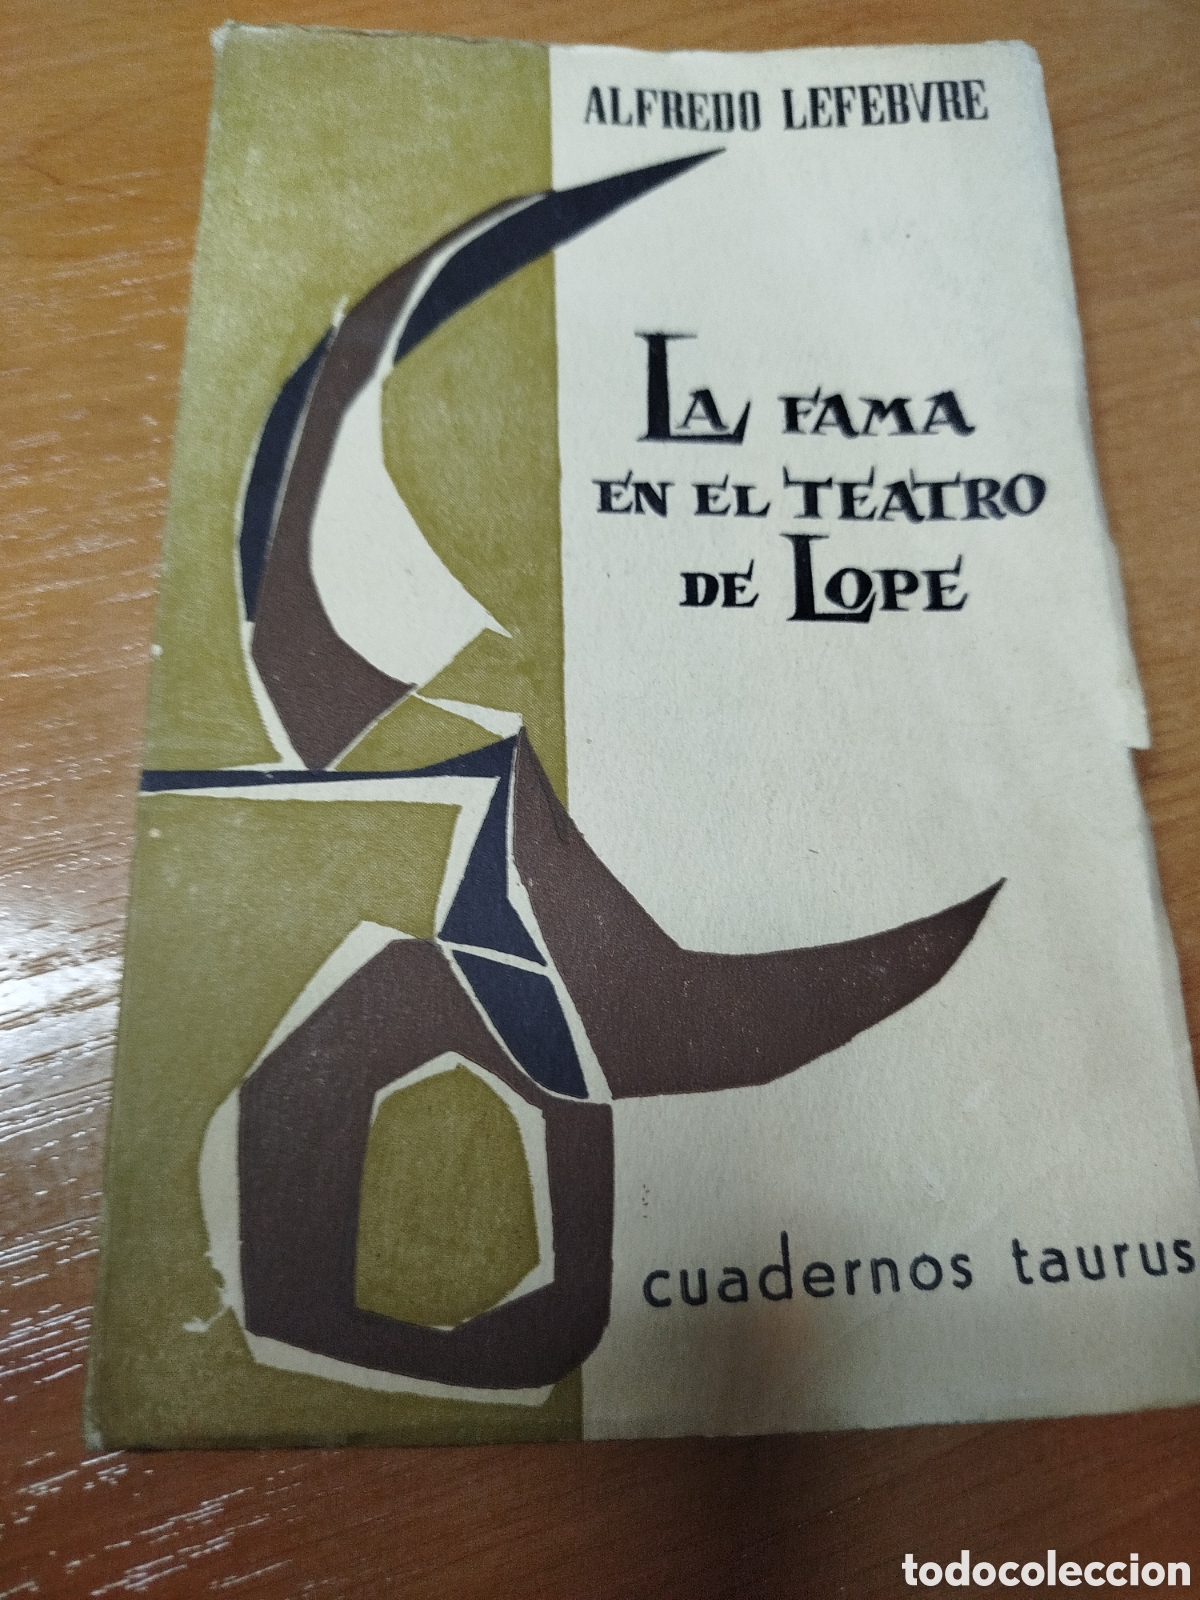 ALFREDO LEFEBVRE
LA FAMA
EN EL TEATRO
DE LOPE
cuadernos taurus
todocoleccion